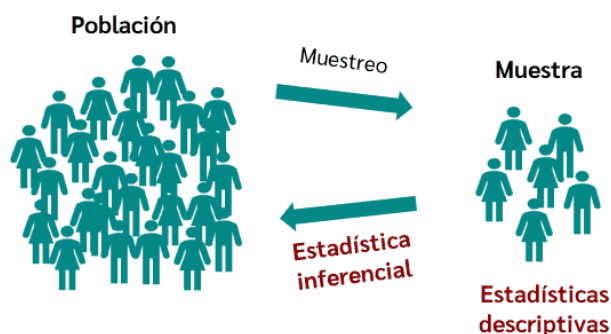 Población
Muestreo
Muestra
Estadística
inferencial
Estadísticas
descriptivas